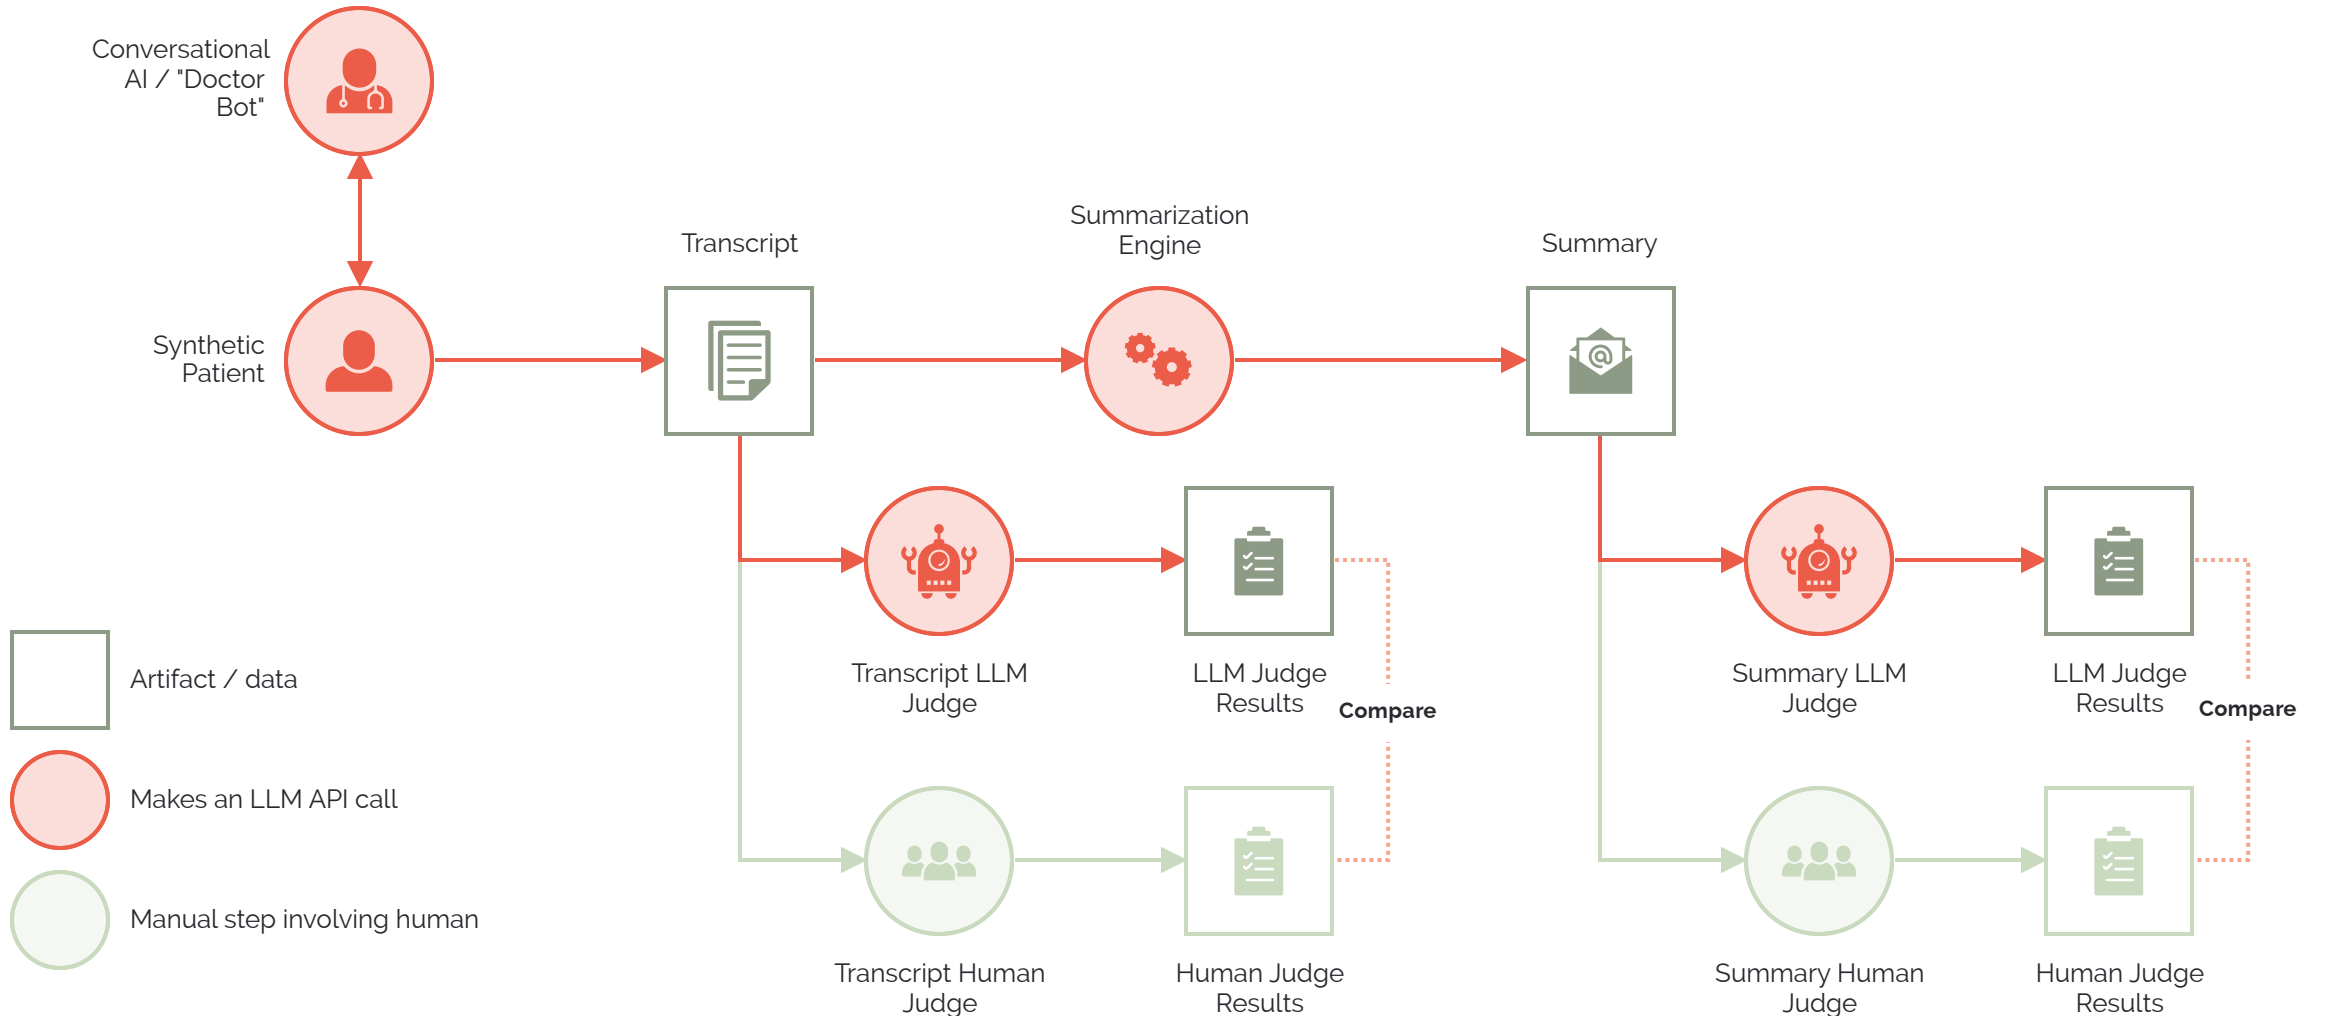 Conversational
AI / "Doctor
Bot"
Synthetic
Patient
Transcript
Summarization
Engine
Summary
@
Transcript LLM
Judge
LLM Judge
Results
Compare
Summary LLM
Judge
LLM Judge
Results
Compare
Artifact / data
Makes an LLM API call
Manual step involving human
Transcript Human
Judge
Human Judge
Results
Summary Human
Judge
Human Judge
Results